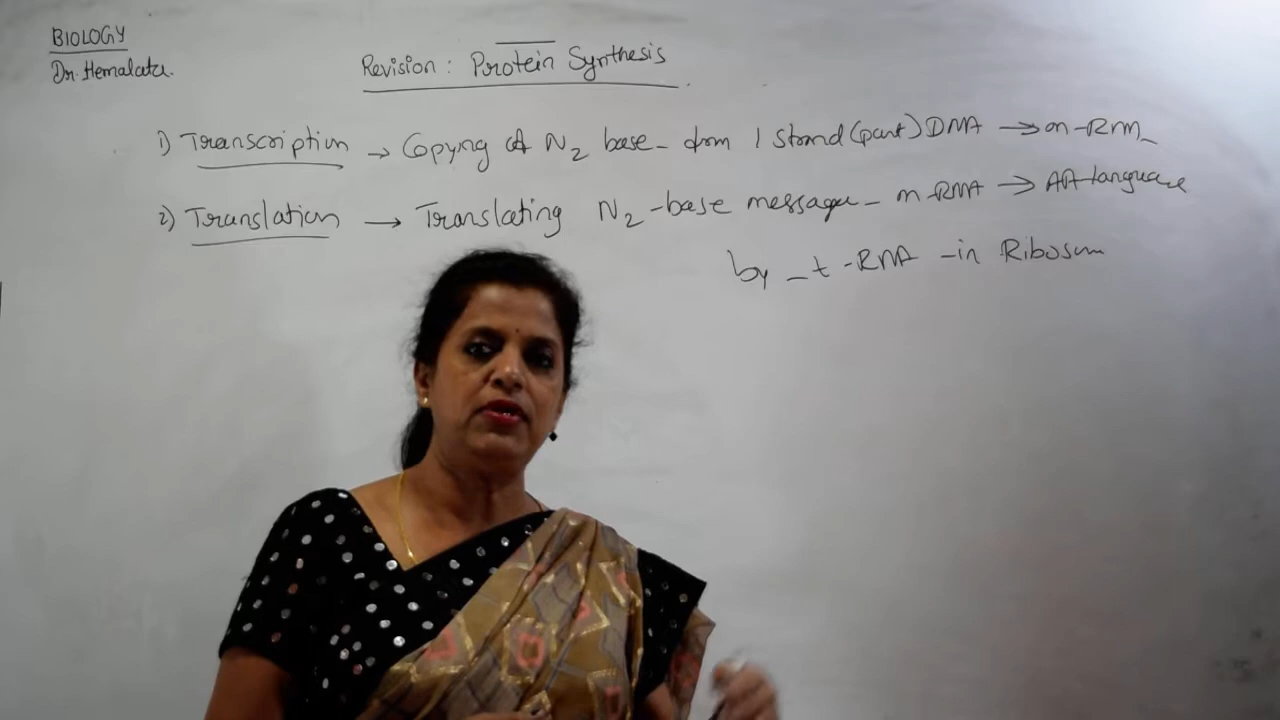 BIOLOGY
Dr. Hemalata.
Revision : Protein Synthesis
1) Transcription → Copying of N2 base - from 1 strand (part) DNA → m-RNA
2) Translation → Translating N2-base message - m-RNA → AA-language
by - t-RNA - in Ribosom